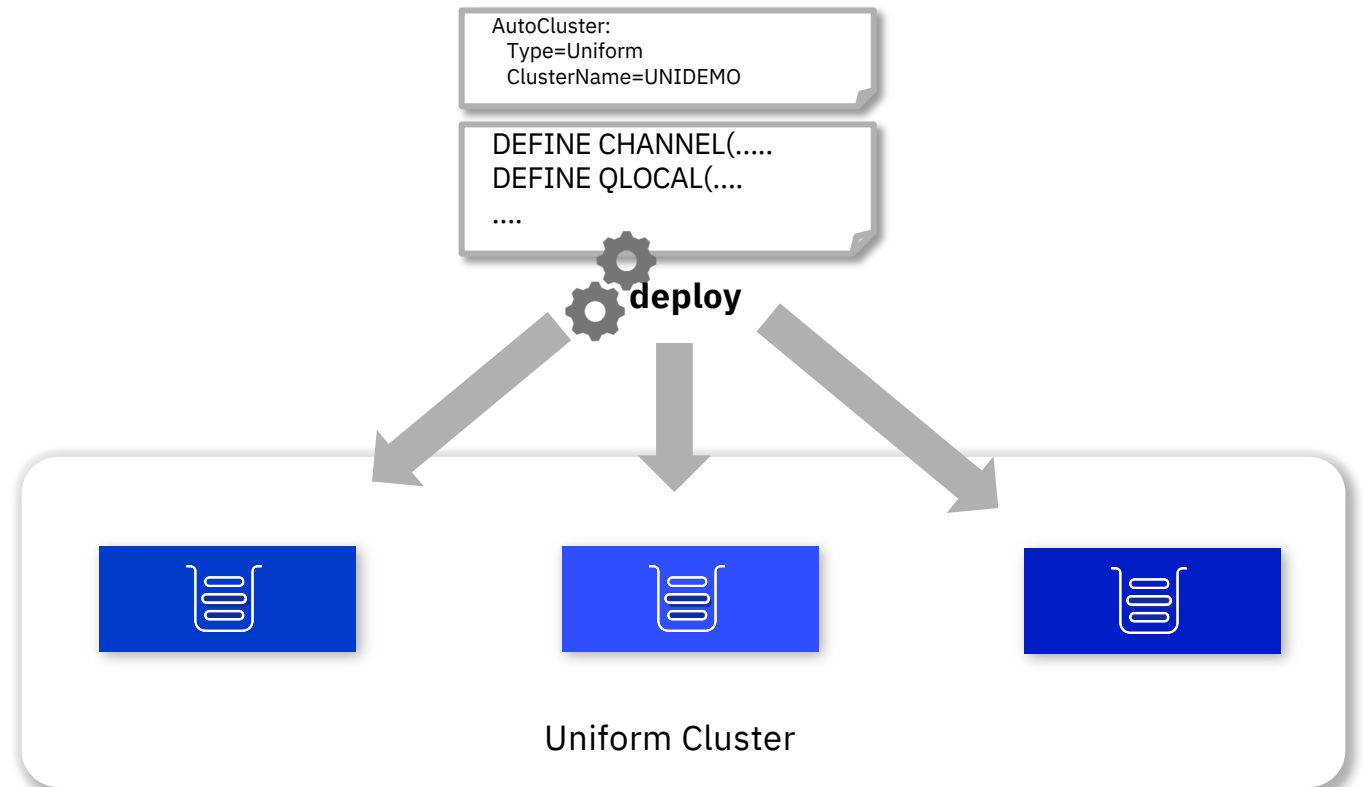 AutoCluster:
Type=Uniform
ClusterName=UNIDEMO
DEFINE CHANNEL(.....
DEFINE QLOCAL(....
....
deploy
Uniform Cluster